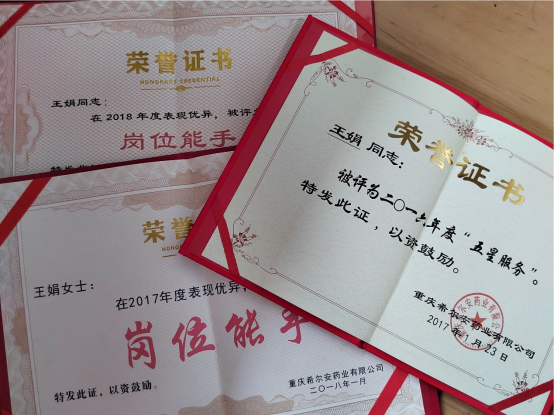 荣誉证书
HONORARY CREDENTIAL
王娟同志：
在2018年度表现优异，被评
岗位能手
荣誉证书
王娟 同志：
被评为二〇一六年度“五星服务”。
特发此证，以资鼓励。
重庆希尔安药业有限公司
2017年1月23日
荣誉
王娟女士：
在2017年度表现优异，
岗位能手
特发此证，以资鼓励。
重庆希尔安药业有限公司
二〇一八年一月